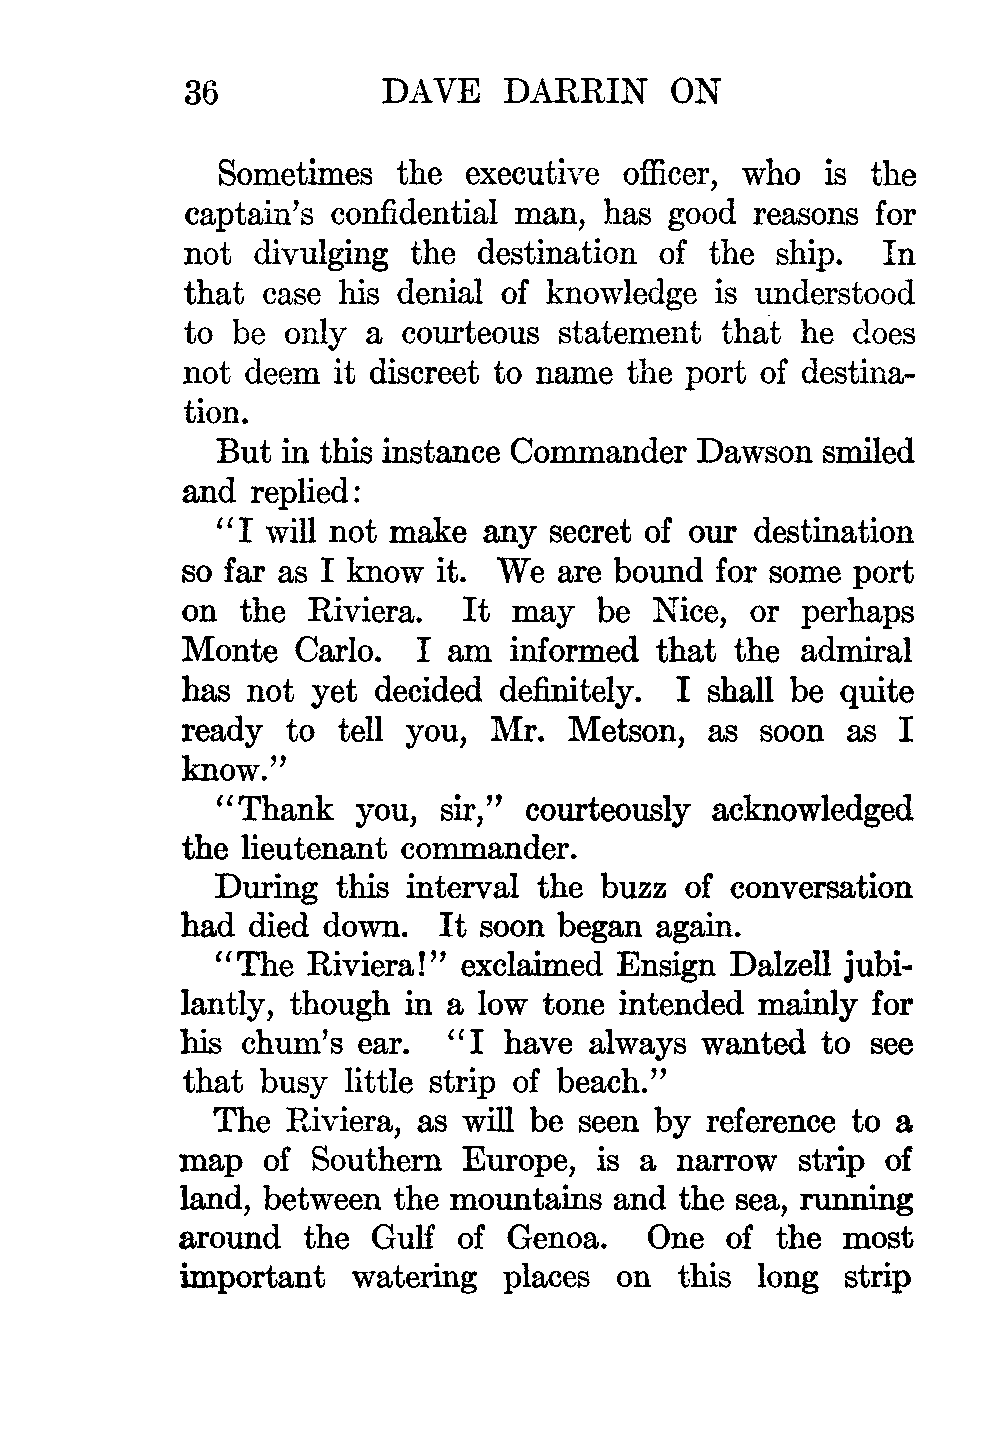 36 DAVE DARRIN ON
Sometimes the executive officer, who is the
captain's confidential man, has good reasons for
not divulging the destination of the ship. In
that case his denial of knowledge is understood
to be only a courteous statement that he does
not deem it discreet to name the port of destina-
tion.
But in this instance Commander Dawson smiled
and replied:
“I will not make any secret of our destination
so far as I know it. We are bound for some port
on the Riviera. It may be Nice, or perhaps
Monte Carlo. I am informed that the admiral
has not yet decided definitely. I shall be quite
ready to tell you, Mr. Metson, as soon as I
know.”
“Thank you, sir,” courteously acknowledged
the lieutenant commander.
During this interval the buzz of conversation
had died down. It soon began again.
“The Riviera!” exclaimed Ensign Dalzell jubi-
lantly, though in a low tone intended mainly for
his chum's ear. “I have always wanted to see
that busy little strip of beach.”
The Riviera, as will be seen by reference to a
map of Southern Europe, is a narrow strip of
land, between the mountains and the sea, running
around the Gulf of Genoa. One of the most
important watering places on this long strip